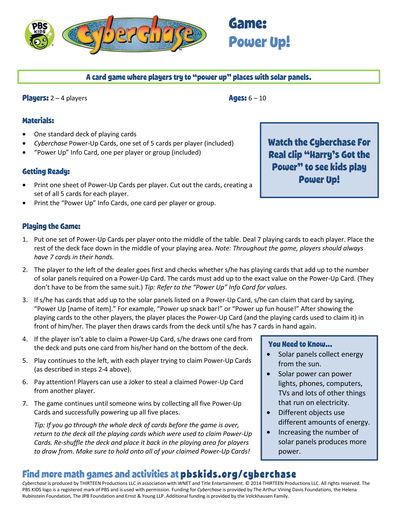 PBS
KIDS
Cyberchase
Game:
Power Up!
A card game where players try to “power up” places with solar panels.
Players: 2 – 4 players
Ages: 6 – 10
Materials:
• One standard deck of playing cards
• Cyberchase Power-Up Cards, one set of 5 cards per player (included)
• “Power Up” Info Card, one per player or group (included)
Getting Ready:
• Print one sheet of Power-Up Cards per player. Cut out the cards, creating a
set of all 5 cards for each player.
• Print the “Power Up” Info Cards, one card per player or group.
Watch the Cyberchase For
Real clip “Harry’s Got the
Power” to see kids play
Power Up!
Playing the Game:
1. Put one set of Power-Up Cards per player onto the middle of the table. Deal 7 playing cards to each player. Place the
rest of the deck face down in the middle of your playing area. Note: Throughout the game, players should always
have 7 cards in their hands.
2. The player to the left of the dealer goes first and checks whether s/he has playing cards that add up to the number
of solar panels required on a Power-Up Card. The cards must add up to the exact value on the Power-Up Card. (They
don’t have to be from the same suit.) Tip: Refer to the “Power Up” Info Card for values.
3. If s/he has cards that add up to the solar panels listed on a Power-Up Card, s/he can claim that card by saying,
“Power Up [name of item].” For example, “Power up snack bar!” or “Power up fun house!” After showing the
playing cards to the other players, the player places the Power-Up Card (and the playing cards used to claim it) in
front of him/her. The player then draws cards from the deck until s/he has 7 cards in hand again.
4. If the player isn’t able to claim a Power-Up Card, s/he draws one card from
the deck and puts one card from his/her hand on the bottom of the deck.
5. Play continues to the left, with each player trying to claim Power-Up Cards
(as described in steps 2-4 above).
6. Pay attention! Players can use a Joker to steal a claimed Power-Up Card
from another player.
7. The game continues until someone wins by collecting all five Power-Up
Cards and successfully powering up all five places.
Tip: If you go through the whole deck of cards before the game is over,
return to the deck all the playing cards which were used to claim Power-Up
Cards. Re-shuffle the deck and place it back in the playing area for players
to draw from. Make sure to hold onto all of your claimed Power-Up Cards!
You Need to Know...
• Solar panels collect energy
from the sun.
• Solar power can power
lights, phones, computers,
TVs and lots of other things
that run on electricity.
• Different objects use
different amounts of energy.
• Increasing the number of
solar panels produces more
power.
Find more math games and activities at pbskids.org/cyberchase
Cyberchase is produced by THIRTEEN Productions LLC in association with WNET and Title Entertainment. © 2014 THIRTEEN Productions LLC. All rights reserved. The
PBS KIDS logo is a registered mark of PBS and is used with permission. Funding for Cyberchase is provided by The Arthur Vining Davis Foundations, the Helena
Rubinstein Foundation, The JPB Foundation and Ernst & Young LLP. Additional funding is provided by the Volckhausen Family.